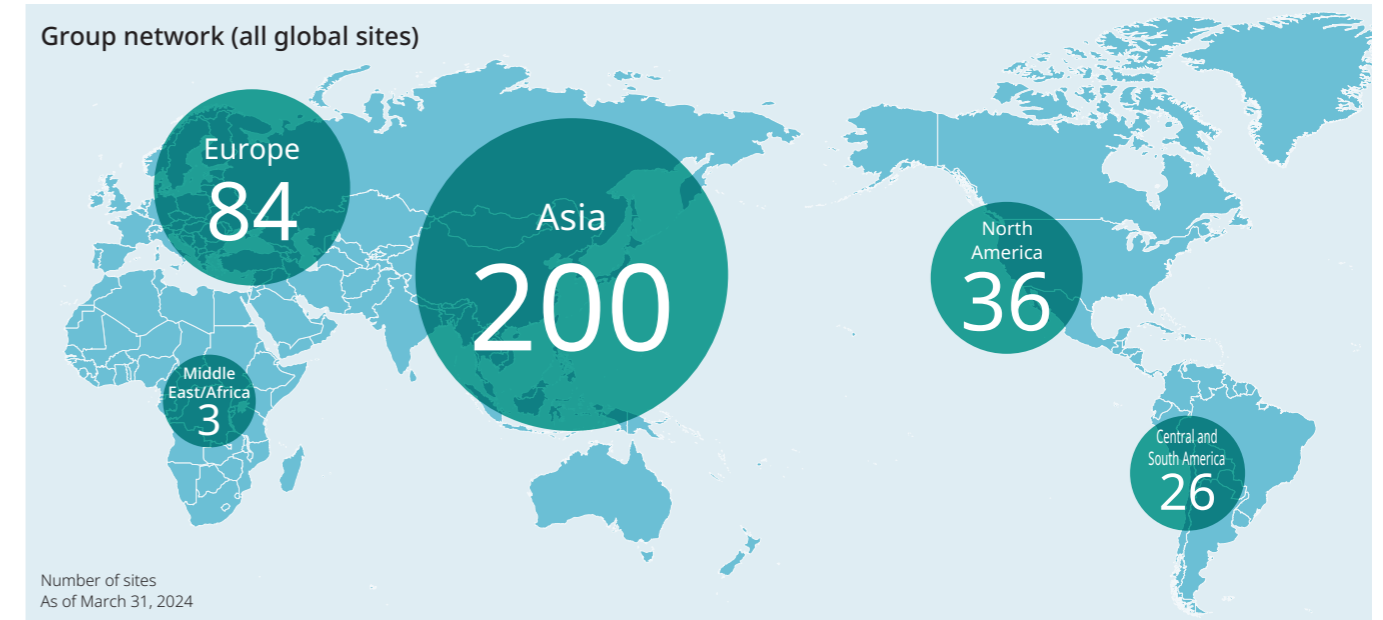 Group network (all global sites)
Europe
84
Asia
200
North
America
36
Middle
East/Africa
3
Central and
South America
26
Number of sites
As of March 31, 2024